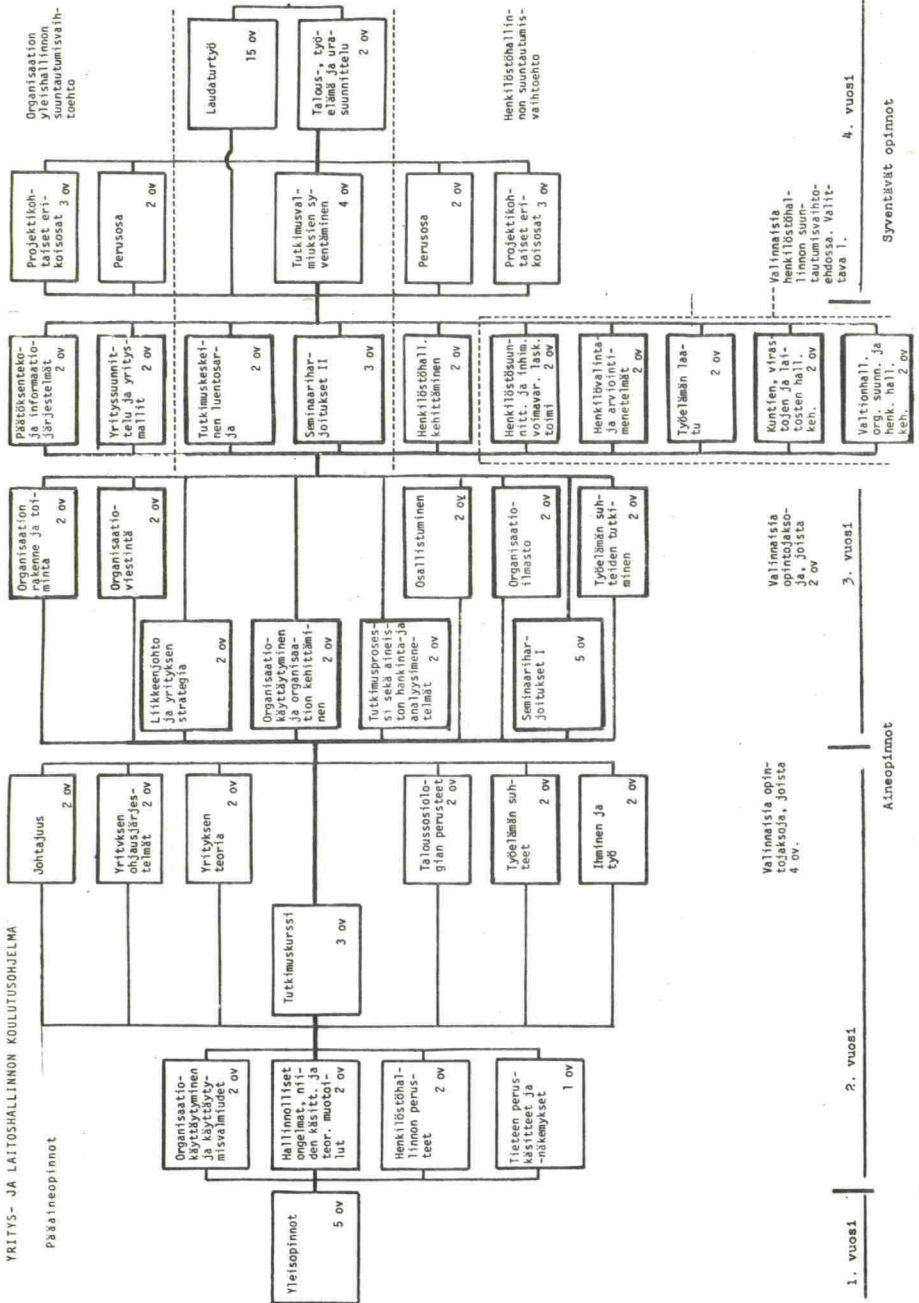 YRITYS- JA LAITOSHALLINNON KOULUTUSOHJELMA
Pääaineopinnot
Yleisopinnot
5 ov
Organisaatio-
käyttäytyminen
ja käyttäyty-
misvalmiudet
2 ov
Hallinnolliset
ongelmat, nii-
den käsitt. ja
teor. muotoi-
lut
2 ov
Henkilöstöhal-
linnon perus-
teet
2 ov
Tieteen perus-
käsitteet ja
-näkemykset
1 ov
Tutkimuskurssi
3 ov
Johtajuus
2 ov
Yrityksen
ohjausjärjes-
telmät 2 ov
Yrityksen
teoria
2 ov
Taloussosiolo-
gian perusteet
2 ov
Työelämän suh-
teet
2 ov
Ihminen ja
työ
2 ov
Valinnaisia opin-
tojaksoja, joista
4 ov.
Organisaation
rakenne ja toi-
minta
2 ov
Organisaatio-
viestintä
2 ov
Liikkeenjohto
ja yrityksen
strategia
2 ov
Organisaatio-
käyttäytyminen
ja organisaa-
tion kehittämi-
nen
2 ov
Tutkimusproses-
si sekä aineis-
ton hankinta-ja
analyysimene-
telmät
2 ov
Osallistuminen
2 ov
Organisaatio-
ilmasto
2 ov
Seminaarihar-
joitukset I
5 ov
Työelämän suh-
teiden tutki-
minen
2 ov
Valinnaisia
opintojakso-
ja, joista
2 ov
Päätöksenteko-
ja informaatio-
järjestelmät
2 ov
Yrityssuunnit-
telu ja yritys-
mallit
2 ov
Tutkimuskeskei-
nen luentosar-
ja
2 ov
Seminaarihar-
joitukset II
3 ov
Henkilöstöhall.
kehittäminen
2 ov
Henkilöstösuun-
nitt. ja inhim.
voimavar. lask.
toimi
2 ov
Henkilövalinta-
ja arviointi-
menetelmät
2 ov
Työelämän laa-
tu
2 ov
Kuntien, viras-
tojen ja lai-
tosten hall.
keh.
2 ov
Valtionhall.
org. suunn. ja
henk. hall.
keh.
2 ov
Valinnaisia
henkilöstöhal-
linnon suun-
tautumisvaihto-
ehdossa. Valit-
tava 1.
Projektikoh-
taiset eri-
koisosat 3 ov
Perusosa
2 ov
Tutkimusval-
miuksien sy-
ventäminen
4 ov
Perusosa
2 ov
Projektikoh-
taiset eri-
koisosat 3 ov
Organisaation
yleishallinnon
suuntautumisvaih-
toehto
Laudaturtyö
15 ov
Talous-, työ-
elämä ja ura-
suunnittelu
2 ov
Henkilöstöhallin-
non suuntautumis-
vaihtoehto
1. vuosi
2. vuosi
3. vuosi
4. vuosi
Aineopinnot
Syventävät opinnot